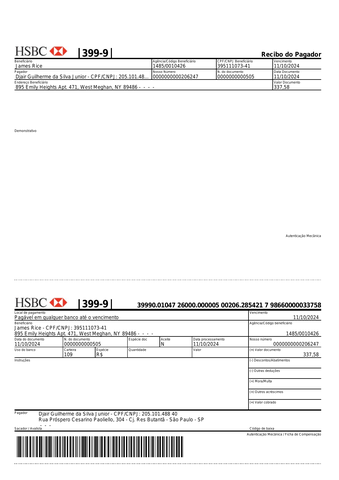 HSBC |399-9| Recibo do Pagador
Beneficiário Agência/Código Beneficiário CPF/CNPJ Beneficiário Vencimento
James Rice 1485/0010426 395111073-41 11/10/2024
Pagador Nosso Número N. do documento Data Documento
Djair Guilherme da Silva Junior - CPF/CNPJ: 205.101.48... 0000000000206247 0000000000505 11/10/2024
Endereço Beneficiário Valor Documento
895 Emily Heights Apt. 471, West Meghan, NY 89486 - - - - 337,58
Demonstrativo
Autenticação Mecânica
HSBC |399-9| 39990.01047 26000.000005 00206.285421 7 98660000033758
Local de pagamento Vencimento
Pagável em qualquer banco até o vencimento 11/10/2024
Beneficiário Agência/Código beneficiário
James Rice - CPF/CNPJ: 395111073-41
895 Emily Heights Apt. 471, West Meghan, NY 89486 - - - - 1485/0010426
Data do documento N. do documento Espécie doc Aceite Data processamento Nosso número
11/10/2024 0000000000505 N 11/10/2024 0000000000206247
Uso do banco Carteira Espécie Quantidade Valor (=) Valor documento
109 R$ 337,58
Instruções (-) Descontos/Abatimentos
(-) Outras deduções
(+) Mora/Multa
(+) Outros acréscimos
(=) Valor cobrado
Pagador Djair Guilherme da Silva Junior - CPF/CNPJ: 205.101.488 40
Rua Próspero Cesarino Paoliello, 304 - Cj. Res Butantã - São Paulo - SP
- - -
Sacador / Avalista Código de baixa
Autenticação Mecânica / Ficha de Compensação